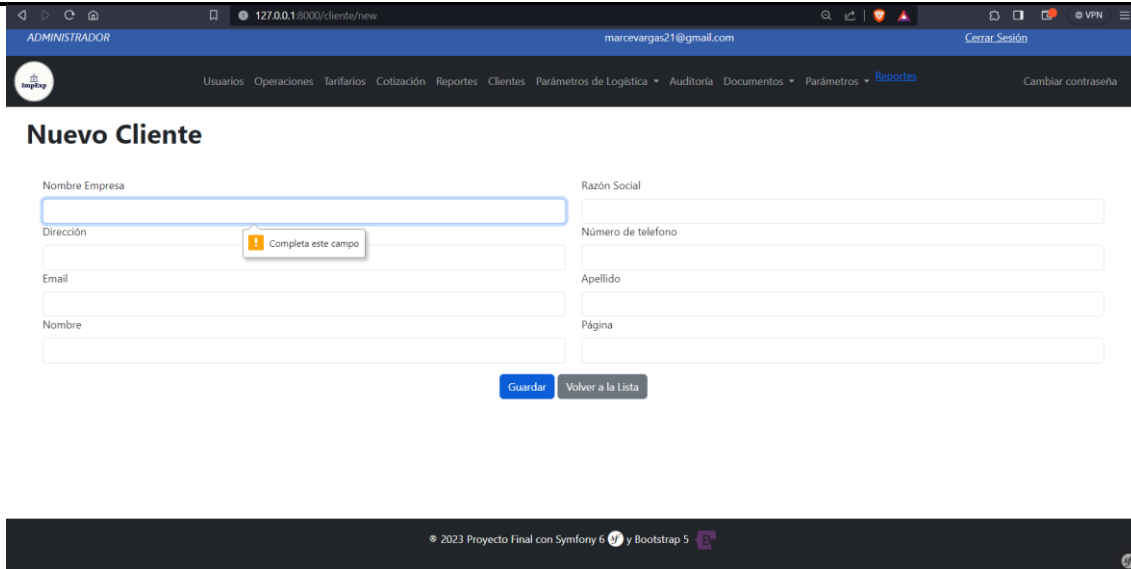 127.0.0.1:8000/cliente/new
VPN
ADMINISTRADOR marcevargas21@gmail.com Cerrar Sesión
ImpExp
Usuarios Operaciones Tarifarios Cotización Reportes Clientes Parámetros de Logística Auditoría Documentos Parámetros Reportes Cambiar contraseña
Nuevo Cliente
Nombre Empresa Razón Social
Dirección Número de telefono
Completa este campo
Email Apellido
Nombre Página
Guardar Volver a la Lista
® 2023 Proyecto Final con Symfony 6 sf y Bootstrap 5 B